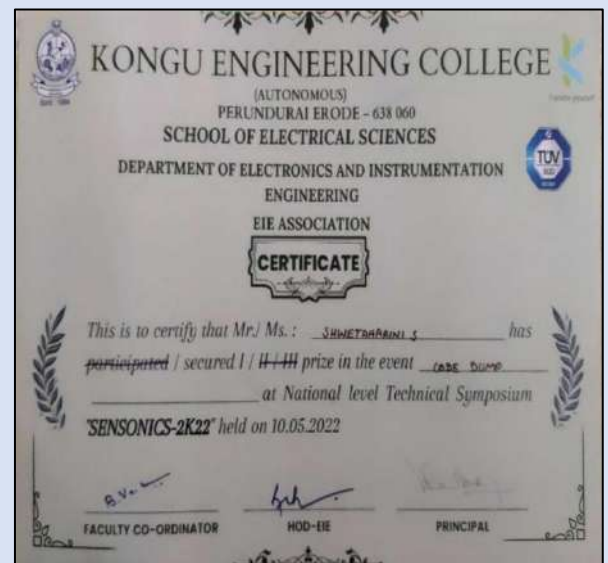 KONGU ENGINEERING COLLEGE
(AUTONOMOUS)
PERUNDURAI ERODE – 638 060
SCHOOL OF ELECTRICAL SCIENCES
DEPARTMENT OF ELECTRONICS AND INSTRUMENTATION
ENGINEERING
EIE ASSOCIATION
TUV
CERTIFICATE
This is to certify that Mr./ Ms. : SHWETAHARINI S has
participated / secured I / II / III prize in the event CODE DUMP
at National level Technical Symposium
"SENSONICS-2K22" held on 10.05.2022
FACULTY CO-ORDINATOR HOD-EIE PRINCIPAL